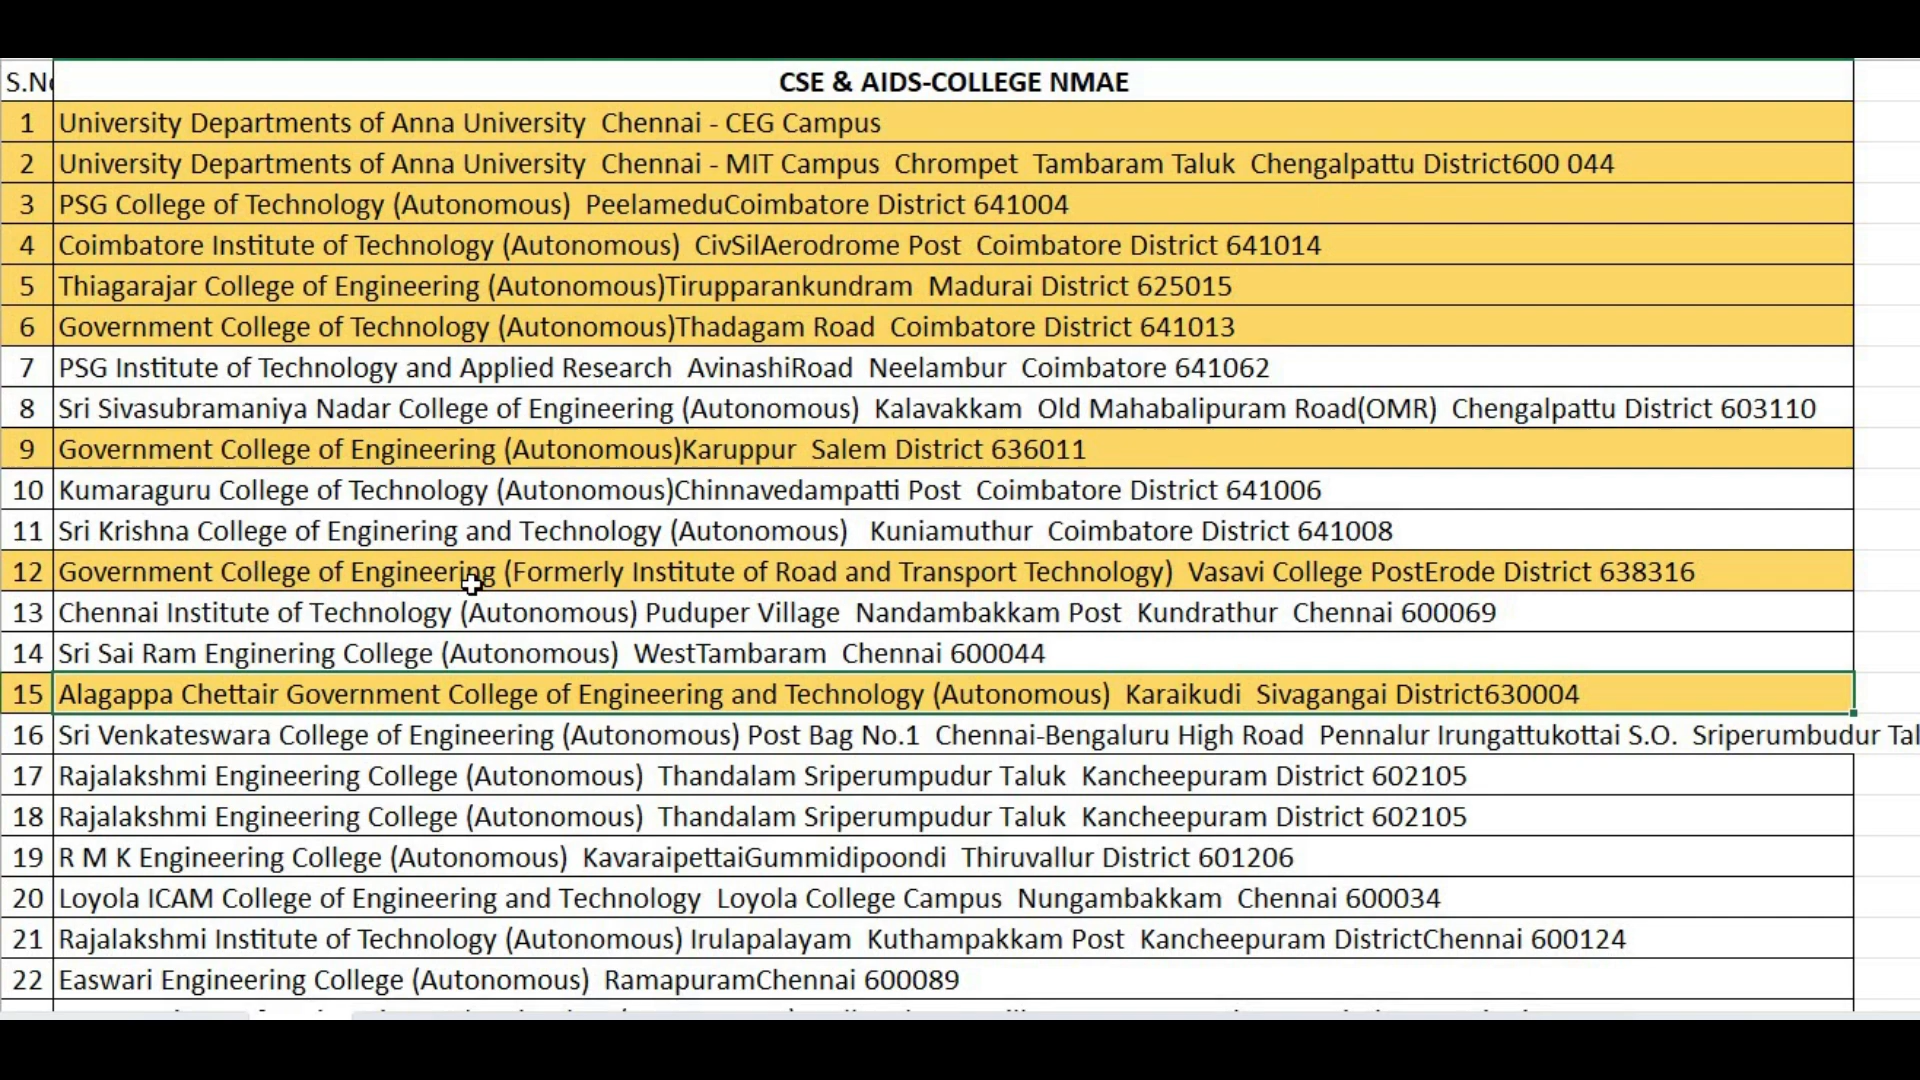 S.No CSE & AIDS-COLLEGE NMAE
1 University Departments of Anna University  Chennai - CEG Campus
2 University Departments of Anna University  Chennai - MIT Campus  Chrompet  Tambaram Taluk  Chengalpattu District600 044
3 PSG College of Technology (Autonomous)  PeelameduCoimbatore District 641004
4 Coimbatore Institute of Technology (Autonomous)  CivSilAerodrome Post  Coimbatore District 641014
5 Thiagarajar College of Engineering (Autonomous)Tirupparankundram  Madurai District 625015
6 Government College of Technology (Autonomous)Thadagam Road  Coimbatore District 641013
7 PSG Institute of Technology and Applied Research  AvinashiRoad  Neelambur  Coimbatore 641062
8 Sri Sivasubramaniya Nadar College of Engineering (Autonomous)  Kalavakkam  Old Mahabalipuram Road(OMR)  Chengalpattu District 603110
9 Government College of Engineering (Autonomous)Karuppur  Salem District 636011
10 Kumaraguru College of Technology (Autonomous)Chinnavedampatti Post  Coimbatore District 641006
11 Sri Krishna College of Enginering and Technology (Autonomous)   Kuniamuthur  Coimbatore District 641008
12 Government College of Engineering (Formerly Institute of Road and Transport Technology)  Vasavi College PostErode District 638316
13 Chennai Institute of Technology (Autonomous) Puduper Village  Nandambakkam Post  Kundrathur  Chennai 600069
14 Sri Sai Ram Enginering College (Autonomous)  WestTambaram  Chennai 600044
15 Alagappa Chettair Government College of Engineering and Technology (Autonomous)  Karaikudi  Sivagangai District630004
16 Sri Venkateswara College of Engineering (Autonomous) Post Bag No.1  Chennai-Bengaluru High Road  Pennalur Irungattukottai S.O.  Sriperumbudur Tal
17 Rajalakshmi Engineering College (Autonomous)  Thandalam Sriperumpudur Taluk  Kancheepuram District 602105
18 Rajalakshmi Engineering College (Autonomous)  Thandalam Sriperumpudur Taluk  Kancheepuram District 602105
19 R M K Engineering College (Autonomous)  KavaraipettaiGummidipoondi  Thiruvallur District 601206
20 Loyola ICAM College of Engineering and Technology  Loyola College Campus  Nungambakkam  Chennai 600034
21 Rajalakshmi Institute of Technology (Autonomous) Irulapalayam  Kuthampakkam Post  Kancheepuram DistrictChennai 600124
22 Easwari Engineering College (Autonomous)  RamapuramChennai 600089